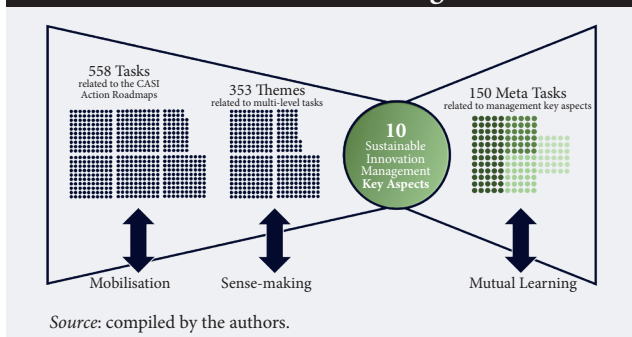 558 Tasks
related to the CASI
Action Roadmaps
353 Themes
related to multi-level tasks
10
Sustainable
Innovation
Management
Key Aspects
150 Meta Tasks
related to management key aspects
Mobilisation
Sense-making
Mutual Learning
Source: compiled by the authors.